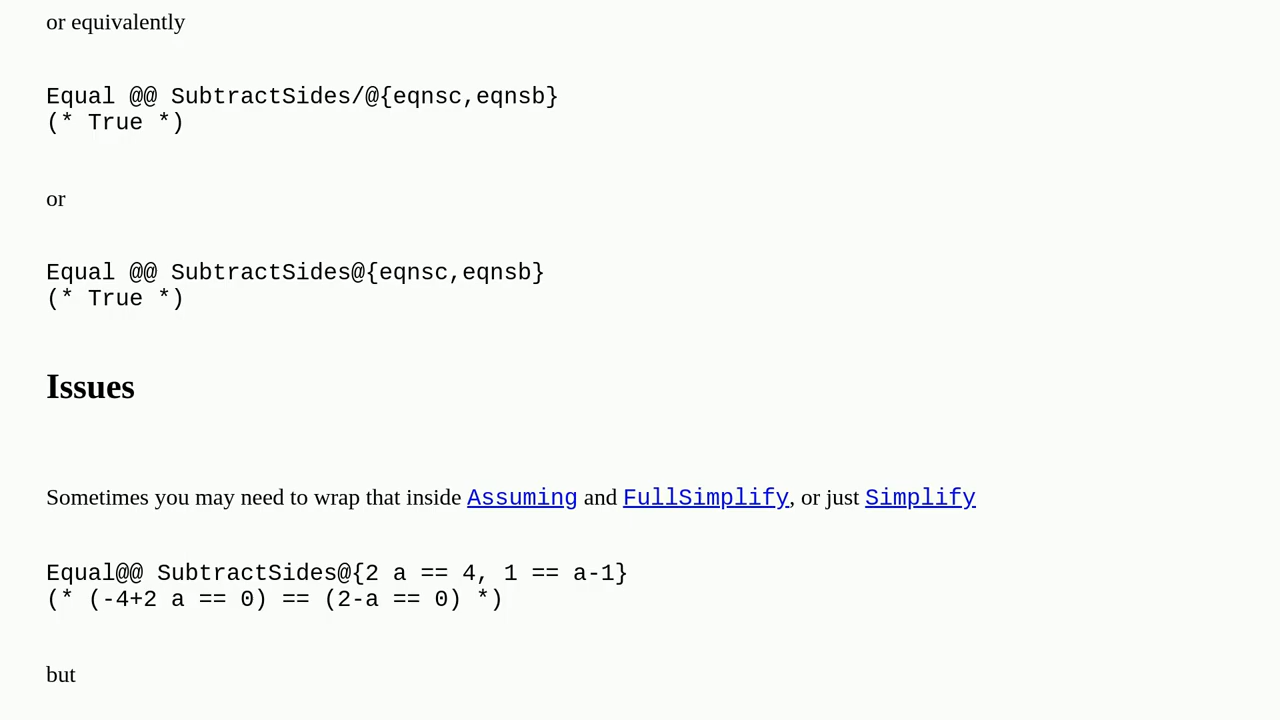 or equivalently
Equal @@ SubtractSides/@{eqnsc,eqnsb}
(* True *)
or
Equal @@ SubtractSides@{eqnsc,eqnsb}
(* True *)
Issues
Sometimes you may need to wrap that inside Assuming and FullSimplify, or just Simplify
Equal@@ SubtractSides@{2 a == 4, 1 == a-1}
(* (-4+2 a == 0) == (2-a == 0) *)
but